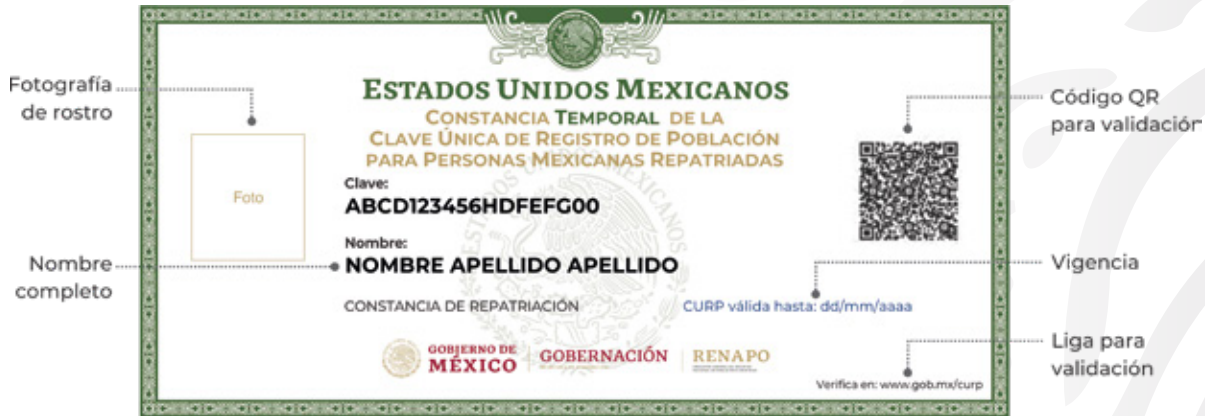 ESTADOS UNIDOS MEXICANOS
CONSTANCIA TEMPORAL DE LA
CLAVE ÚNICA DE REGISTRO DE POBLACIÓN
PARA PERSONAS MEXICANAS REPATRIADAS
Fotografía
de rostro
Código QR
para validación
Foto
Clave:
ABCD123456HDFEFG00
Nombre:
NOMBRE APELLIDO APELLIDO
Nombre
completo
Vigencia
CONSTANCIA DE REPATRIACIÓN
CURP válida hasta: dd/mm/aaaa
GOBIERNO DE
MÉXICO
GOBERNACIÓN
RENAPO
Liga para
validación
Verifica en: www.gob.mx/curp
ESTADOS UNIDOS MEXICANOS